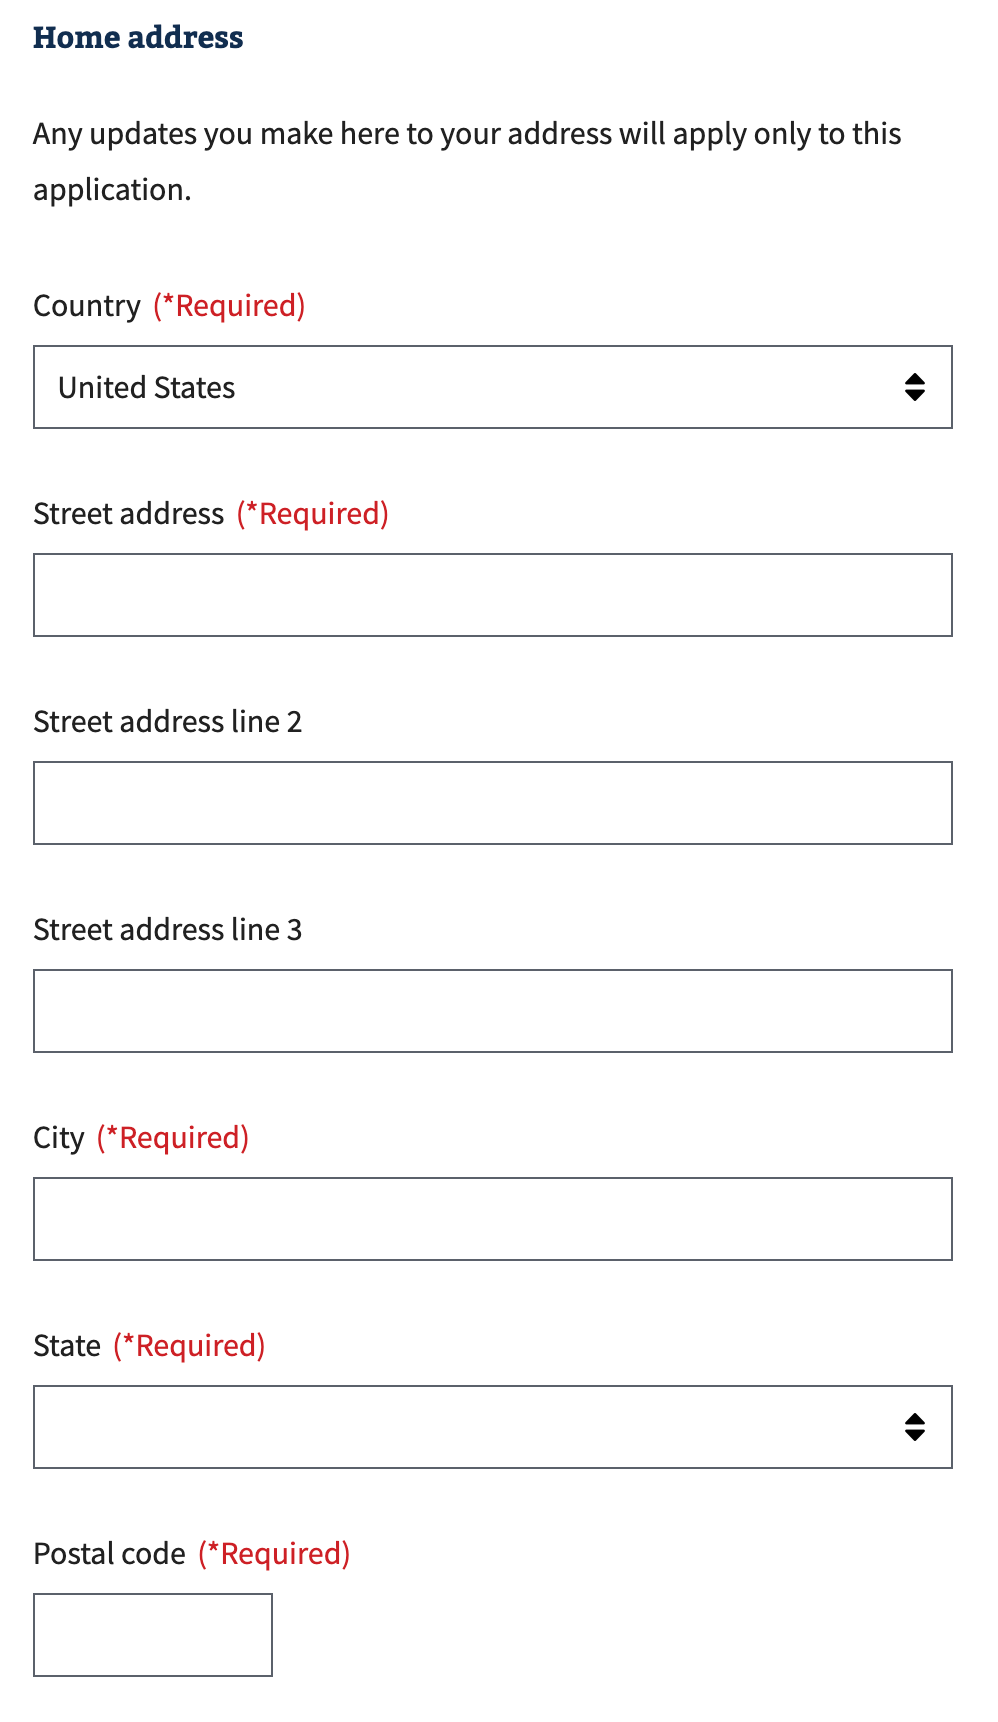 Home address
Any updates you make here to your address will apply only to this
application.
Country (*Required)
United States
Street address (*Required)
Street address line 2
Street address line 3
City (*Required)
State (*Required)
Postal code (*Required)